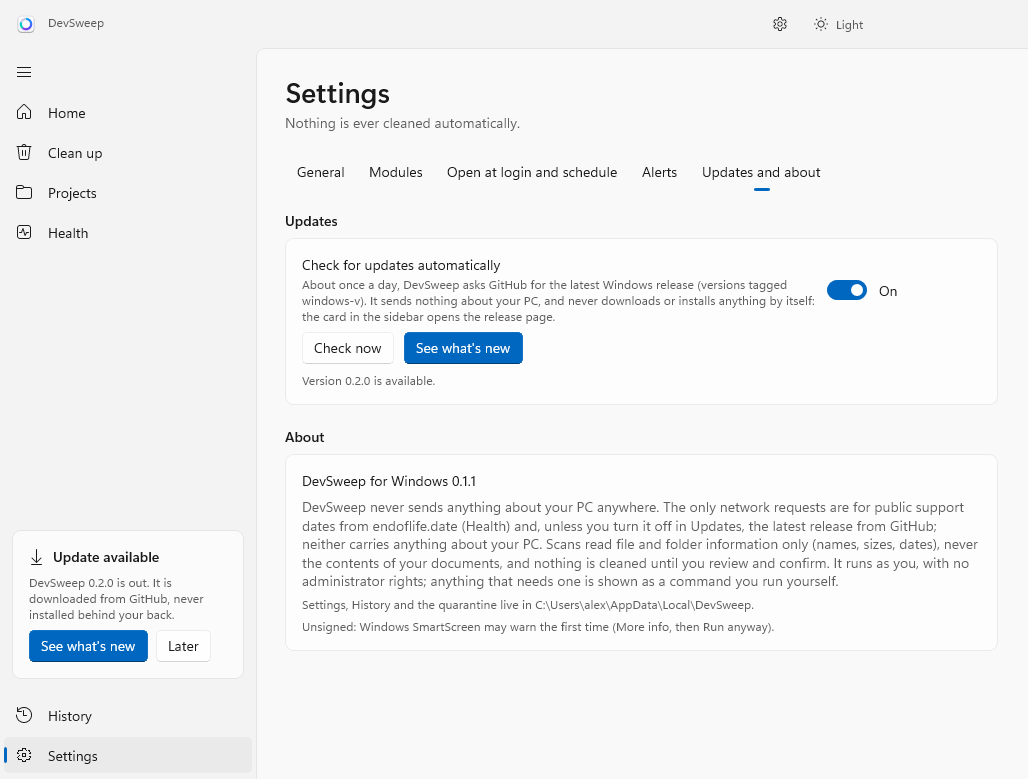 DevSweep
Light
Home
Clean up
Projects
Health
Settings
Nothing is ever cleaned automatically.
General
Modules
Open at login and schedule
Alerts
Updates and about
Updates
Check for updates automatically
About once a day, DevSweep asks GitHub for the latest Windows release (versions tagged
windows-v). It sends nothing about your PC, and never downloads or installs anything by itself:
the card in the sidebar opens the release page.
On
Check now
See what's new
Version 0.2.0 is available.
About
DevSweep for Windows 0.1.1
DevSweep never sends anything about your PC anywhere. The only network requests are for public support
dates from endoflife.date (Health) and, unless you turn it off in Updates, the latest release from GitHub;
neither carries anything about your PC. Scans read file and folder information only (names, sizes, dates), never
the contents of your documents, and nothing is cleaned until you review and confirm. It runs as you, with no
administrator rights; anything that needs one is shown as a command you run yourself.
Settings, History and the quarantine live in C:\Users\alex\AppData\Local\DevSweep.
Unsigned: Windows SmartScreen may warn the first time (More info, then Run anyway).
Update available
DevSweep 0.2.0 is out. It is
downloaded from GitHub, never
installed behind your back.
See what's new
Later
History
Settings